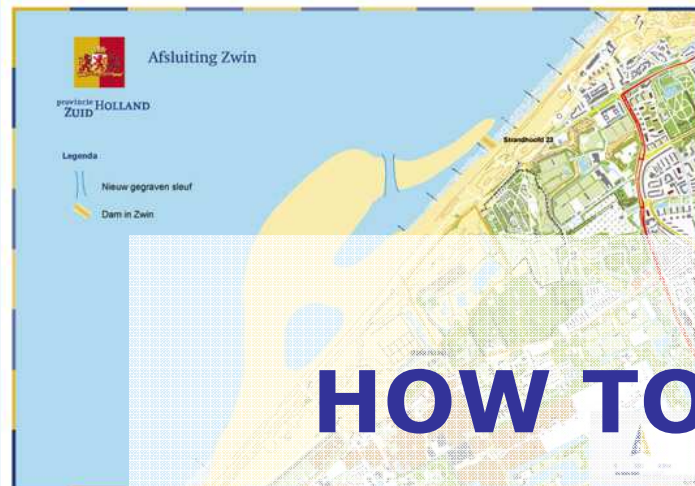 Afsluiting Zwin
provincie
ZUID HOLLAND
Legenda
Nieuw gegraven sleuf
Dam in Zwin
Strandhoofd 23
HOW TO